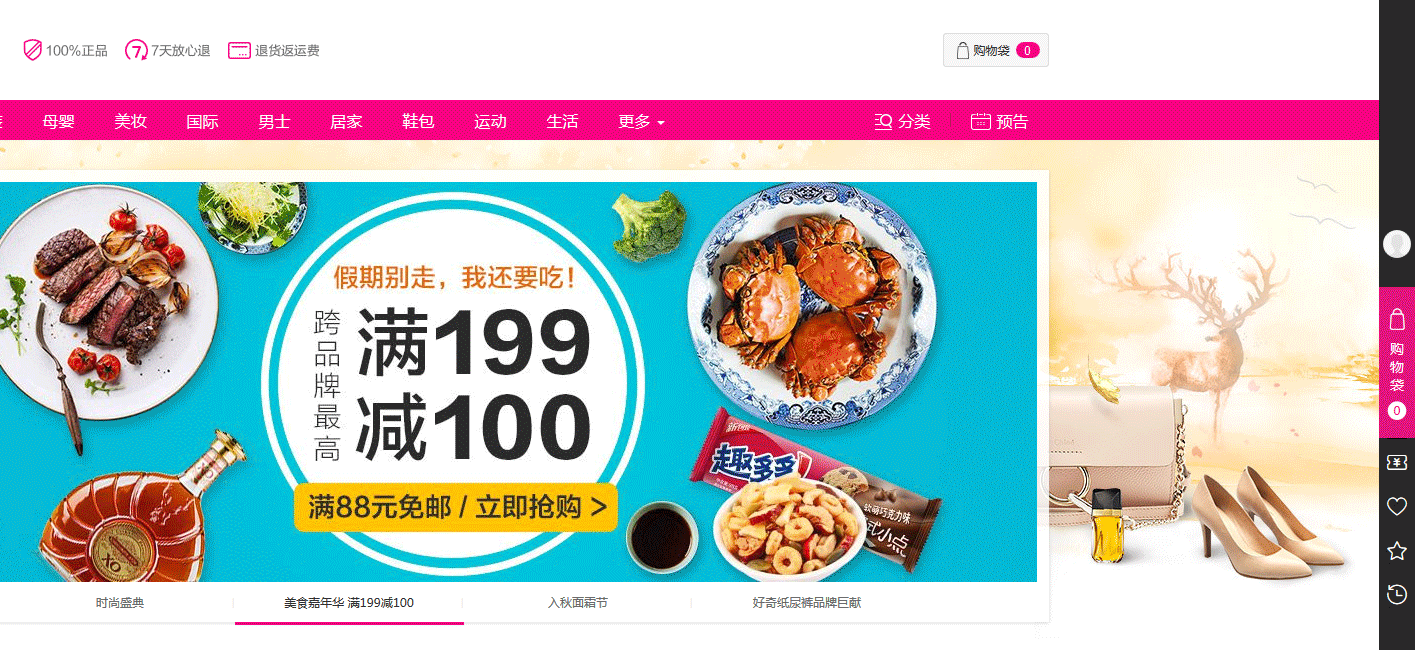 100%正品 7天放心退 退货返运费
购物袋 0
母婴 美妆 国际 男士 居家 鞋包 运动 生活 更多 分类 预告
假期别走，我还要吃！
跨品牌最高
满199
减100
满88元免邮 / 立即抢购 >
趣多多!
软萌巧克力味
式小点
XO
时尚盛典 美食嘉年华 满199减100 入秋面霜节 好奇纸尿裤品牌巨献
购物袋
0